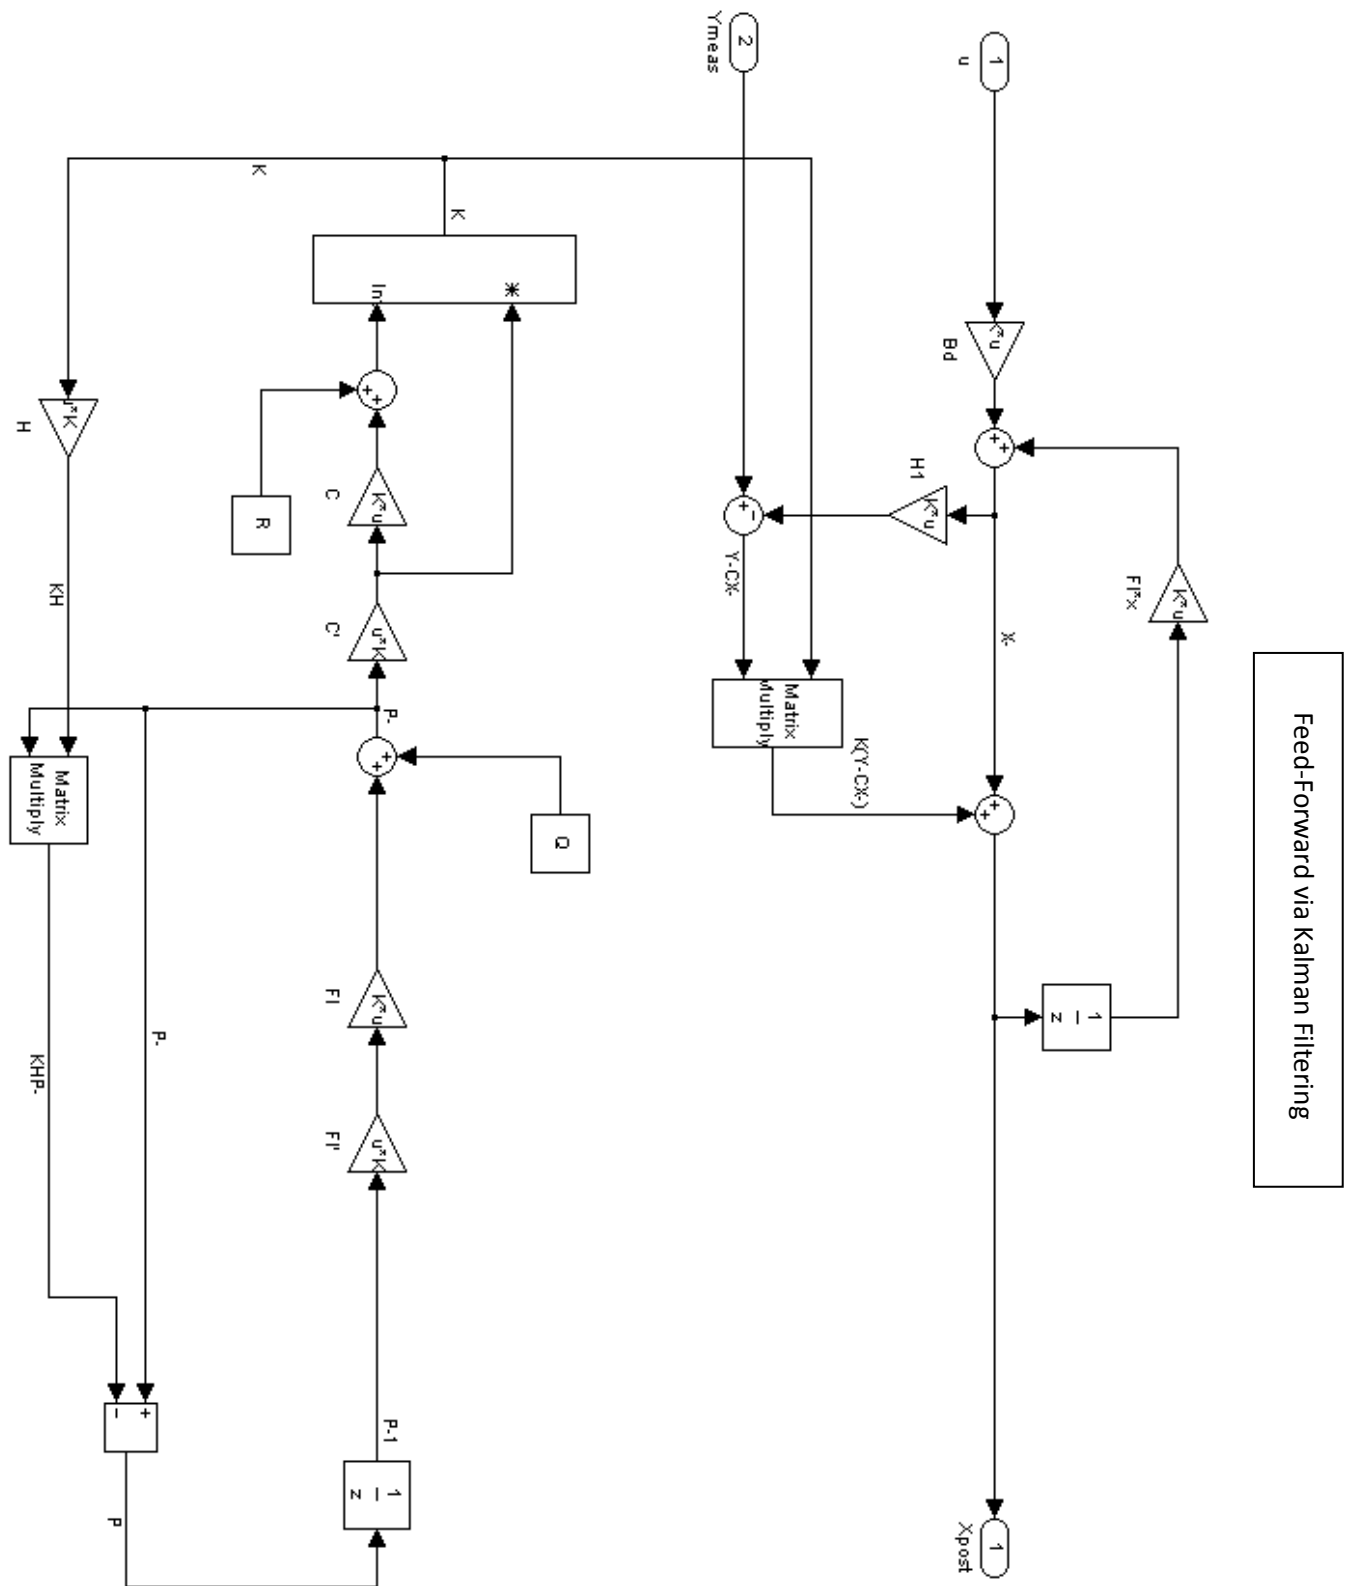 Feed-Forward via Kalman Filtering
1
u
K*u
Bd
++
K*u
FI*x
X-
K*u
H1
++
1
z
1
Xpost
2
Ymeas
+-
Y-CX-
Matrix
Multiply
K(Y-CX-)
K
K
*
In
++
R
K*u
C
u*K
C'
P-
++
Q
K*u
FI
u*K
FI'
P-1
1
z
u*K
H
KH
Matrix
Multiply
P-
KHP-
+
-
P